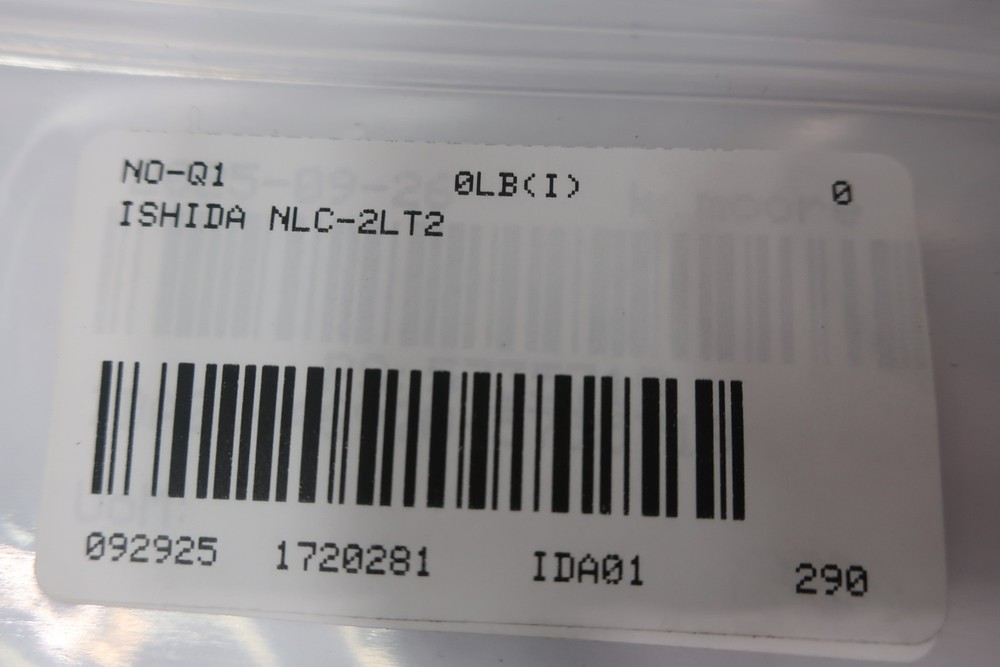 NO-Q1 0LB(I) 0
ISHIDA NLC-2LT2
092925 1720281 IDA01 290